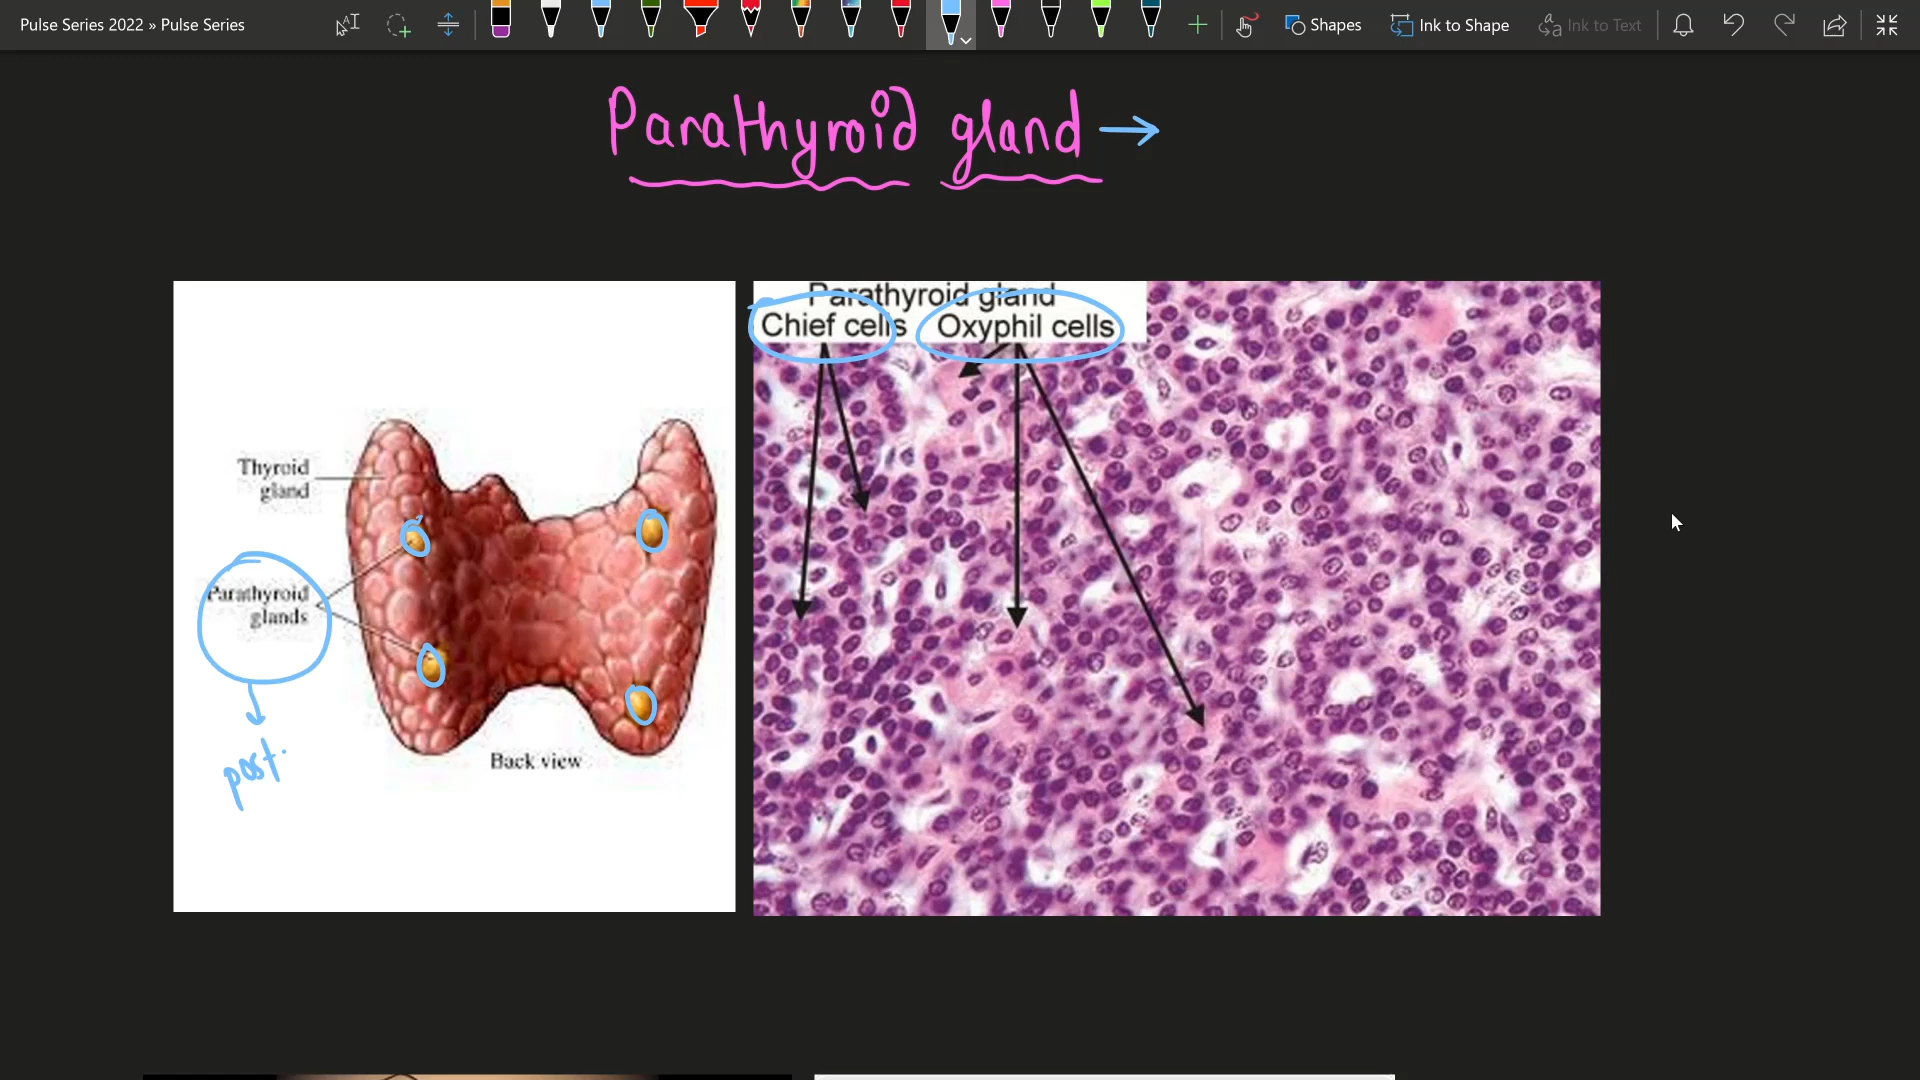 Pulse Series 2022 » Pulse Series
Shapes
Ink to Shape
Ink to Text
Parathyroid gland →
Thyroid
gland
Parathyroid
glands
post.
Back view
Parathyroid gland
Chief cells Oxyphil cells